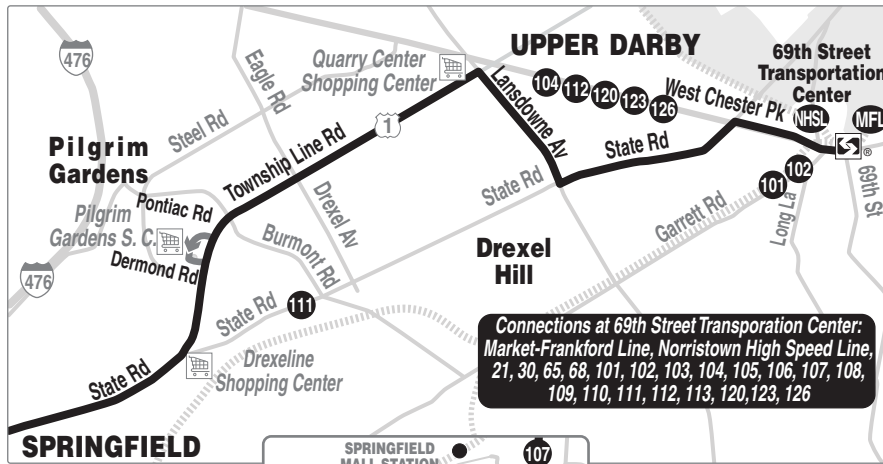 476
Eagle Rd
Quarry Center
Shopping Center
UPPER DARBY
69th Street
Transportation
Center
104
112
120
123
126
West Chester Pk
NHSL
MFL
®
Lansdowne Av
State Rd
Steel Rd
1
Township Line Rd
Pilgrim
Gardens
Pontiac Rd
Pilgrim
Gardens S. C.
Dermond Rd
Drexel Av
Burmont Rd
State Rd
Garrett Rd
101
102
Long La
69th St
Drexel
Hill
476
State Rd
111
Drexeline
Shopping Center
State Rd
Connections at 69th Street Transporation Center:
Market-Frankford Line, Norristown High Speed Line,
21, 30, 65, 68, 101, 102, 103, 104, 105, 106, 107, 108,
109, 110, 111, 112, 113, 120,123, 126
SPRINGFIELD
SPRINGFIELD
MALL STATION
107